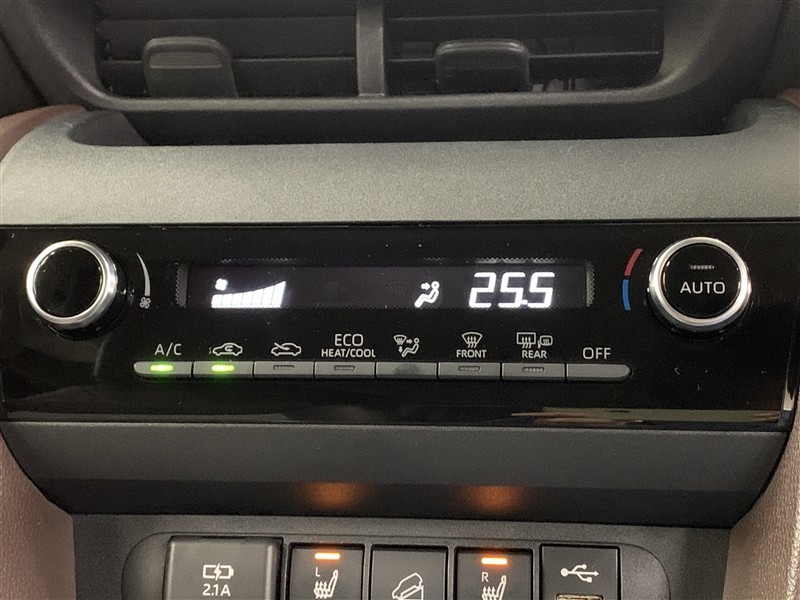 25.5
AUTO
A/C
ECO
HEAT/COOL
FRONT
REAR
OFF
2.1A
L
R